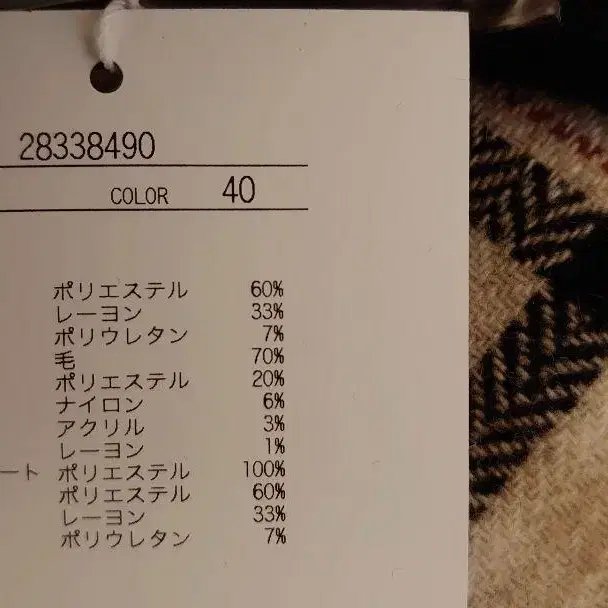 28338490
COLOR 40
ポリエステル 60%
レーヨン 33%
ポリウレタン 7%
毛 70%
ポリエステル 20%
ナイロン 6%
アクリル 3%
レーヨン 1%
ート ポリエステル 100%
ポリエステル 60%
レーヨン 33%
ポリウレタン 7%